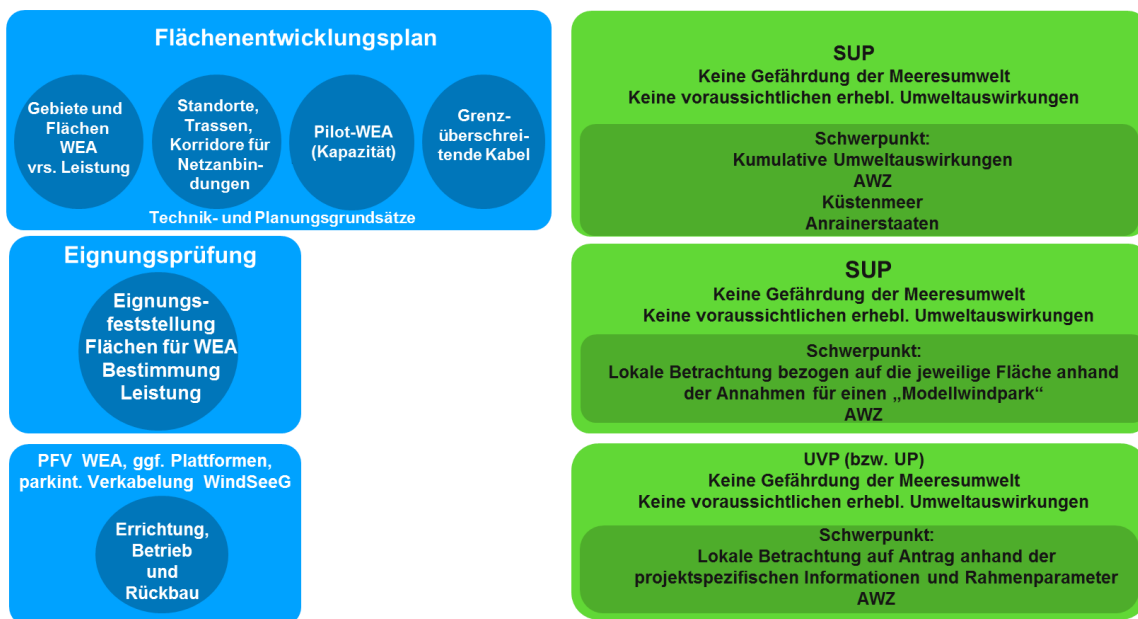 Flächenentwicklungsplan
Gebiete und
Flächen
WEA
vrs. Leistung
Standorte,
Trassen,
Korridore für
Netzanbin-
dungen
Pilot-WEA
(Kapazität)
Grenz-
überschrei-
tende Kabel
Technik- und Planungsgrundsätze
SUP
Keine Gefährdung der Meeresumwelt
Keine voraussichtlichen erhebl. Umweltauswirkungen
Schwerpunkt:
Kumulative Umweltauswirkungen
AWZ
Küstenmeer
Anrainerstaaten
Eignungsprüfung
Eignungs-
feststellung
Flächen für WEA
Bestimmung
Leistung
SUP
Keine Gefährdung der Meeresumwelt
Keine voraussichtlichen erhebl. Umweltauswirkungen
Schwerpunkt:
Lokale Betrachtung bezogen auf die jeweilige Fläche anhand
der Annahmen für einen „Modellwindpark“
AWZ
PFV WEA, ggf. Plattformen,
parkint. Verkabelung WindSeeG
Errichtung,
Betrieb
und
Rückbau
UVP (bzw. UP)
Keine Gefährdung der Meeresumwelt
Keine voraussichtlichen erhebl. Umweltauswirkungen
Schwerpunkt:
Lokale Betrachtung auf Antrag anhand der
projektspezifischen Informationen und Rahmenparameter
AWZ